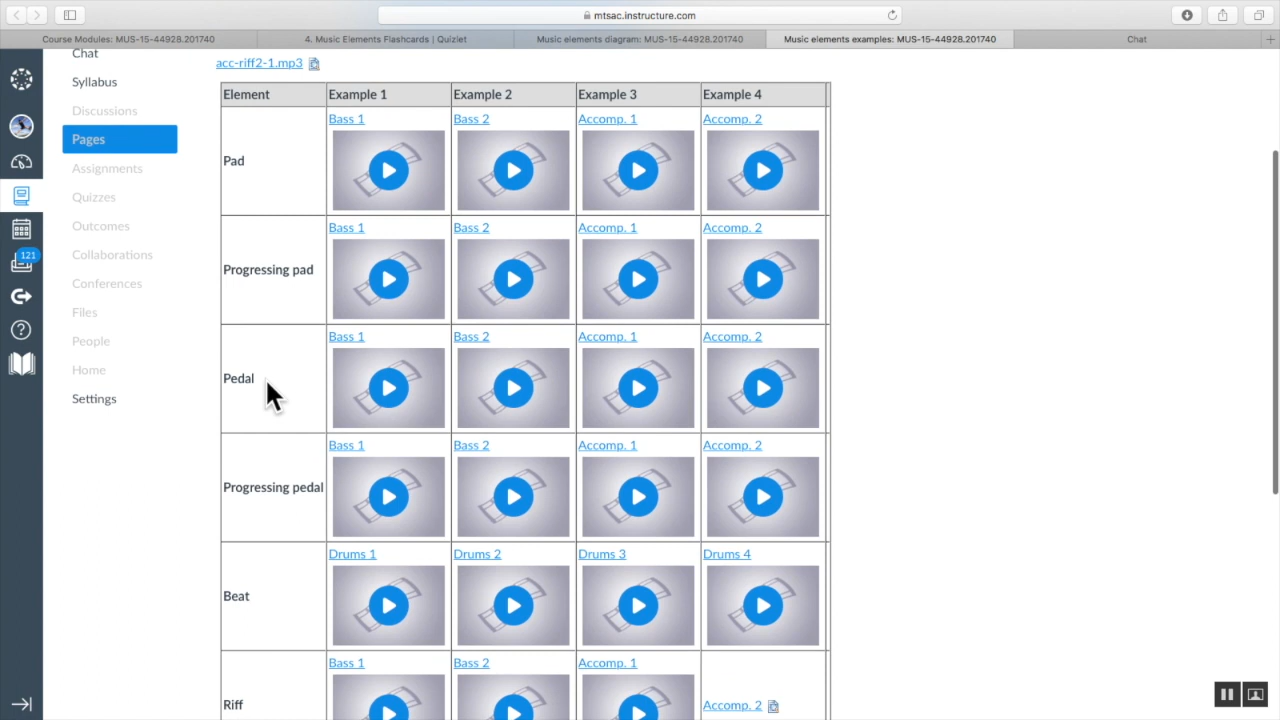 mtsac.instructure.com
Course Modules: MUS-15-44928.201740
4. Music Elements Flashcards | Quizlet
Music elements diagram: MUS-15-44928.201740
Music elements examples: MUS-15-44928.201740
Chat
Chat
Syllabus
Discussions
Pages
Assignments
Quizzes
Outcomes
Collaborations
Conferences
Files
People
Home
Settings
121
acc-riff2-1.mp3
Element Example 1 Example 2 Example 3 Example 4
Bass 1 Bass 2 Accomp. 1 Accomp. 2
Pad
Bass 1 Bass 2 Accomp. 1 Accomp. 2
Progressing pad
Bass 1 Bass 2 Accomp. 1 Accomp. 2
Pedal
Bass 1 Bass 2 Accomp. 1 Accomp. 2
Progressing pedal
Drums 1 Drums 2 Drums 3 Drums 4
Beat
Bass 1 Bass 2 Accomp. 1
Riff Accomp. 2